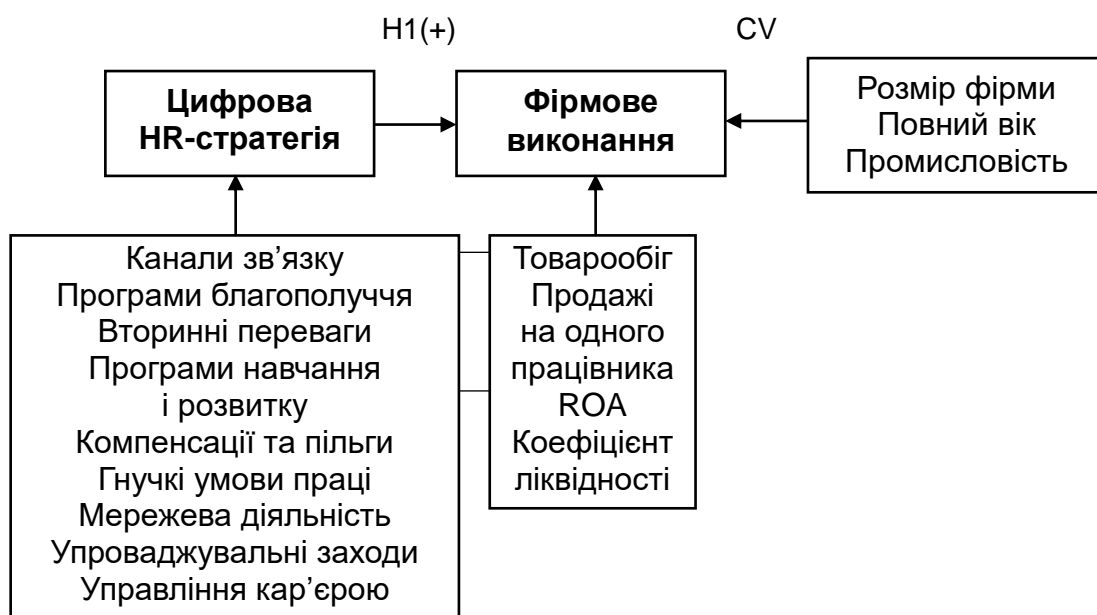 H1(+)
CV
Цифрова
HR-стратегія
Фірмове
виконання
Розмір фірми
Повний вік
Промисловість
Канали зв’язку
Програми благополуччя
Вторинні переваги
Програми навчання
і розвитку
Компенсації та пільги
Гнучкі умови праці
Мережева діяльність
Упроваджувальні заходи
Управління кар’єрою
Товарообіг
Продажі
на одного
працівника
ROA
Коефіцієнт
ліквідності